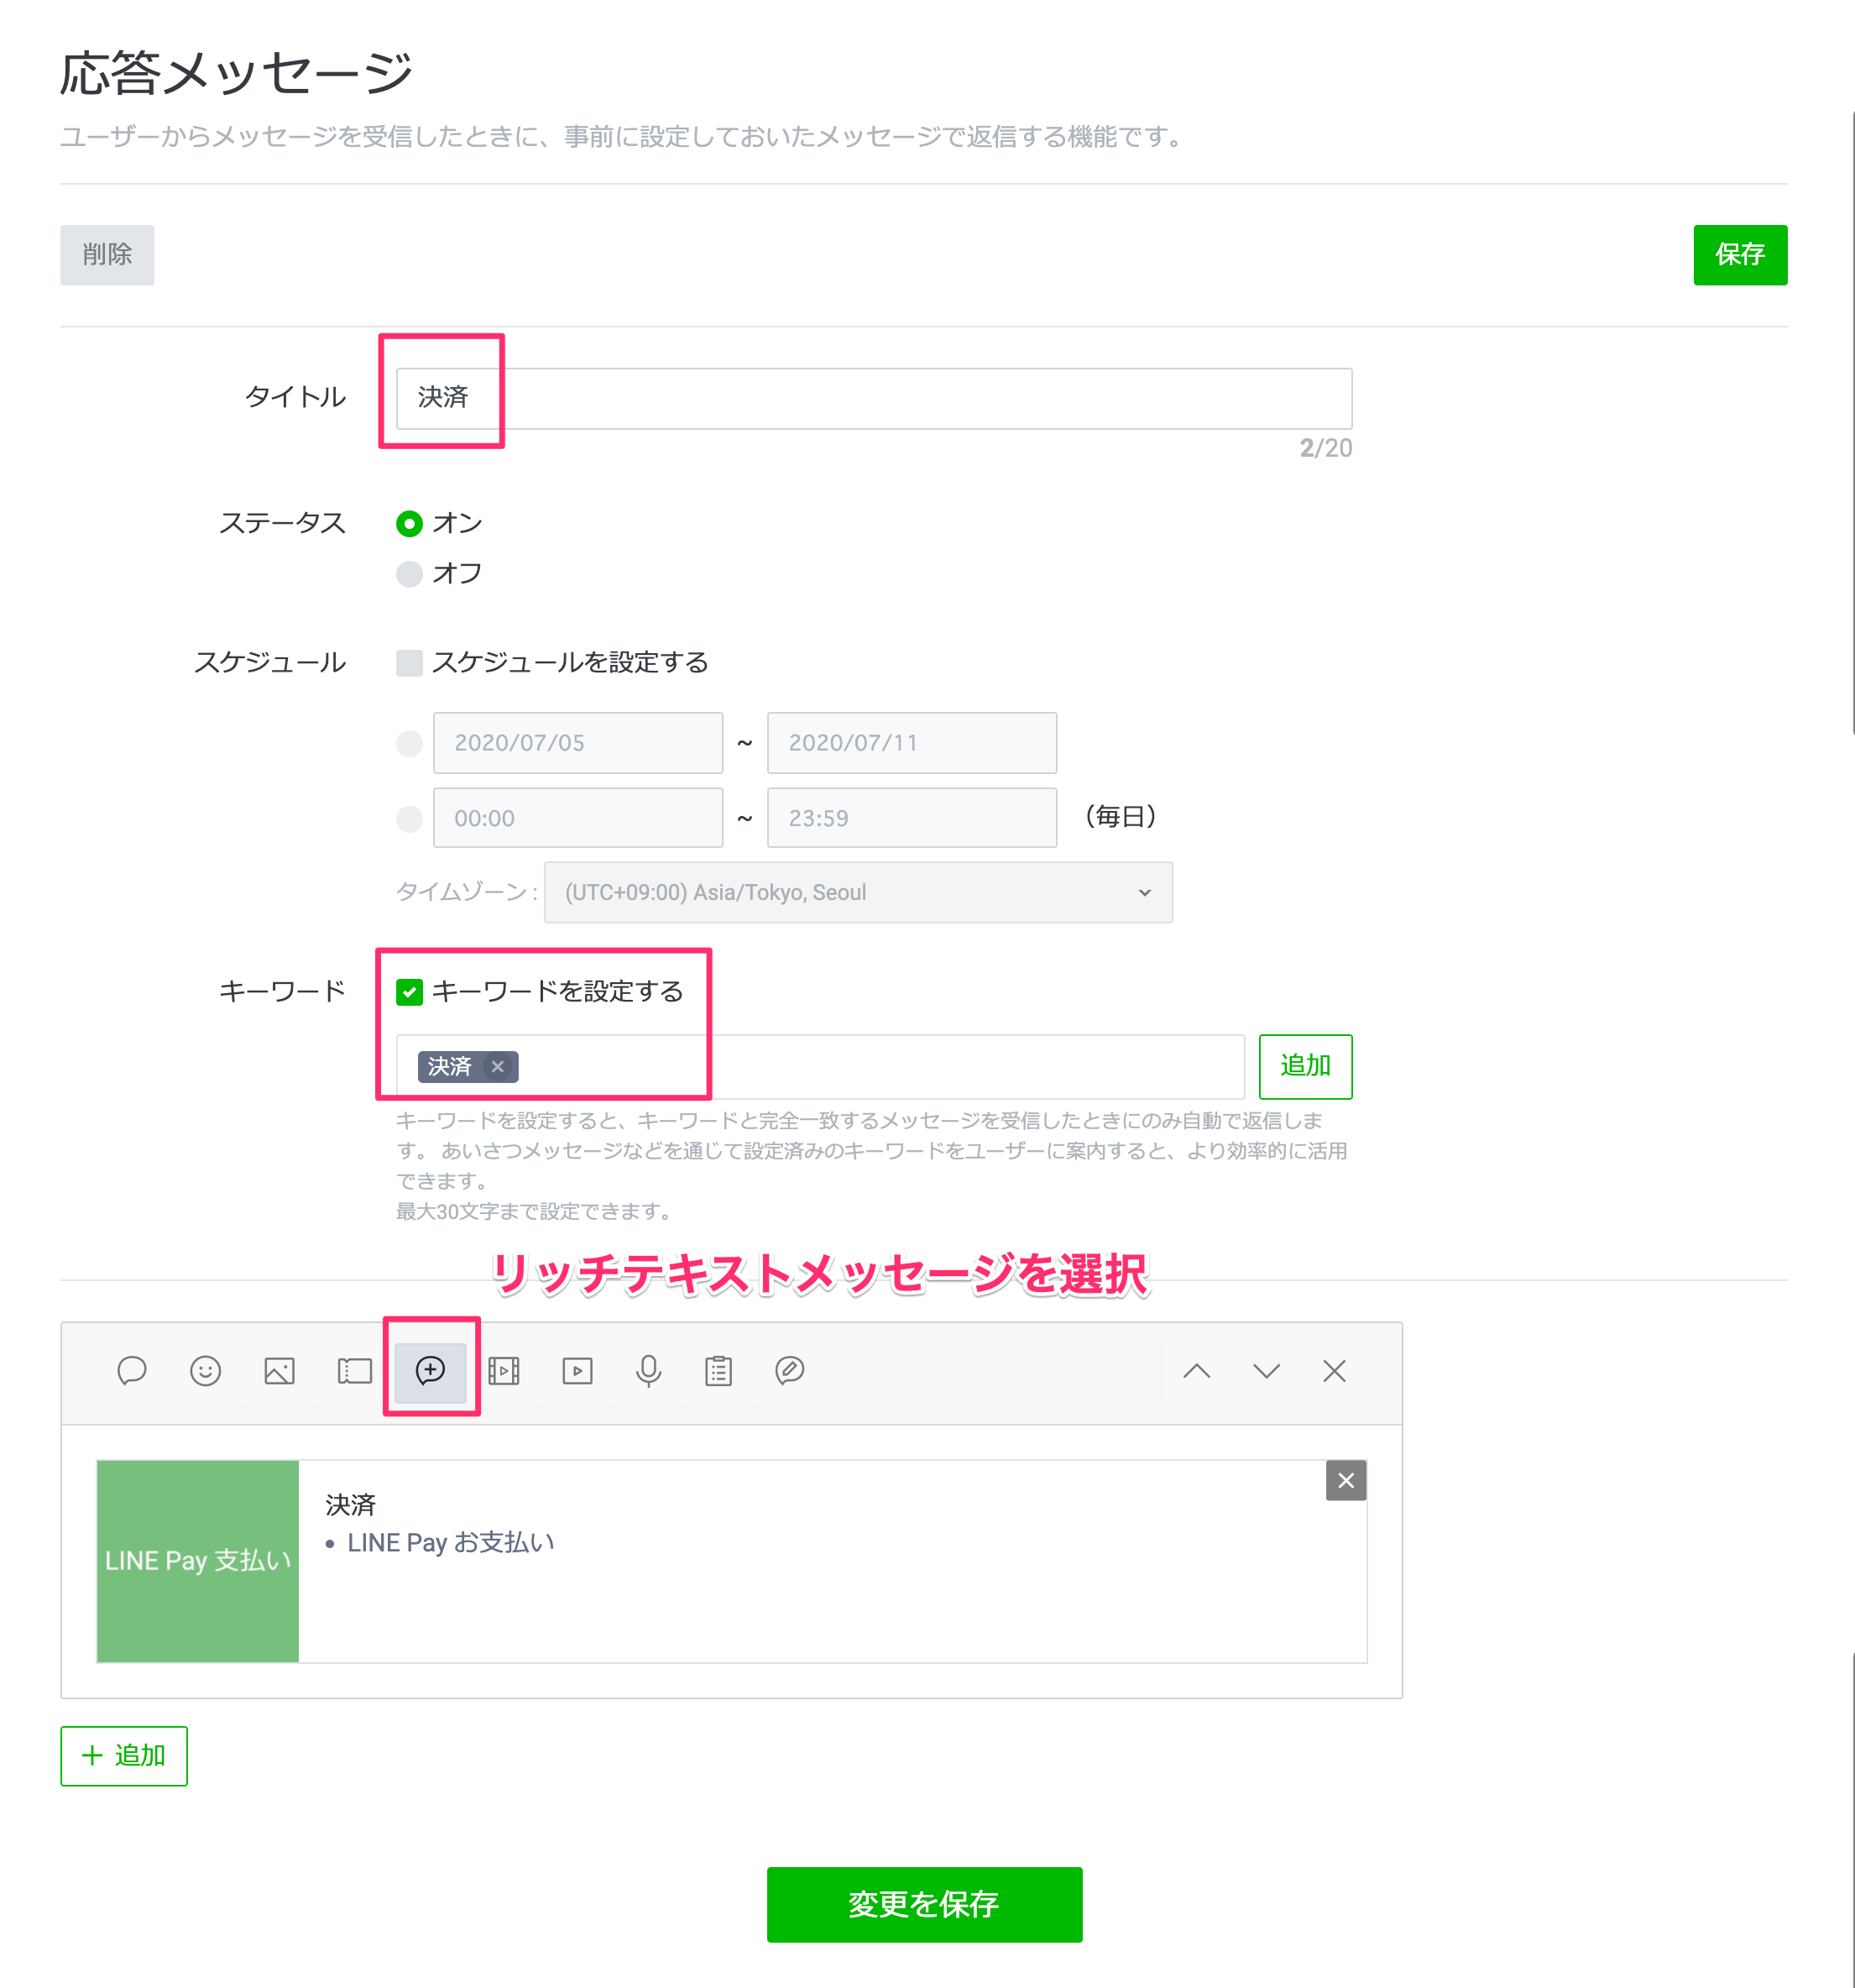 応答メッセージ
ユーザーからメッセージを受信したときに、事前に設定しておいたメッセージで返信する機能です。
削除
保存
タイトル
決済
2/20
ステータス
オン
オフ
スケジュール
スケジュールを設定する
2020/07/05 ~ 2020/07/11
00:00 ~ 23:59 (毎日)
タイムゾーン : (UTC+09:00) Asia/Tokyo, Seoul
キーワード
キーワードを設定する
決済
追加
キーワードを設定すると、キーワードと完全一致するメッセージを受信したときにのみ自動で返信しま
す。 あいさつメッセージなどを通じて設定済みのキーワードをユーザーに案内すると、より効率的に活用
できます。
最大30文字まで設定できます。
リッチテキストメッセージを選択
LINE Pay 支払い
決済
• LINE Pay お支払い
+ 追加
変更を保存